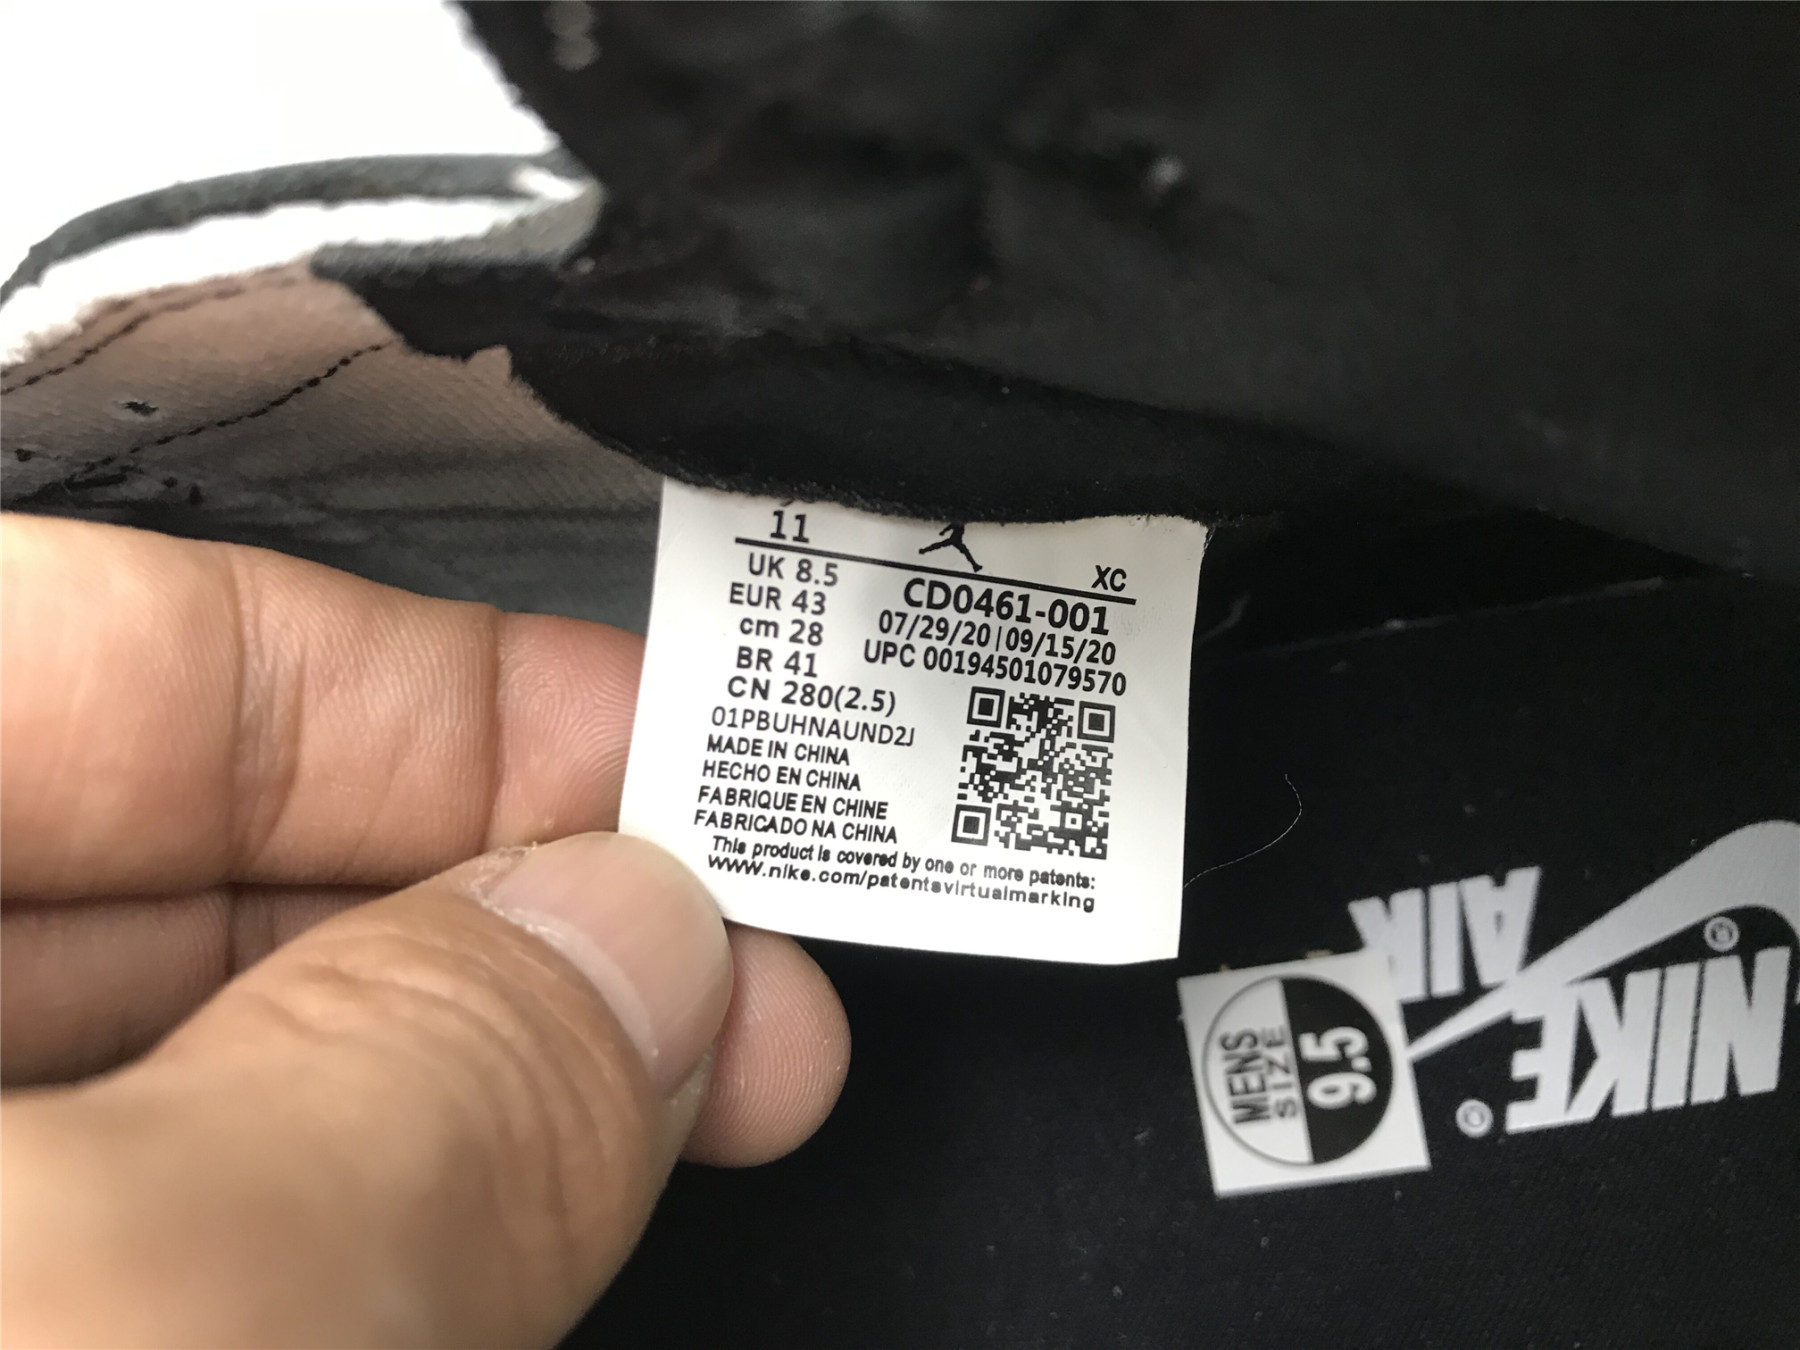 11
XC
UK 8.5
CD0461-001
EUR 43
07/29/20|09/15/20
cm 28
UPC 00194501079570
BR 41
CN 280(2.5)
01PBUHNAUND2J
MADE IN CHINA
HECHO EN CHINA
FABRIQUE EN CHINE
FABRICADO NA CHINA
This product is covered by one or more patents:
www.nike.com/patentsvirtualmarking
MENS
SIZE
9.5
NIKE®
AIR